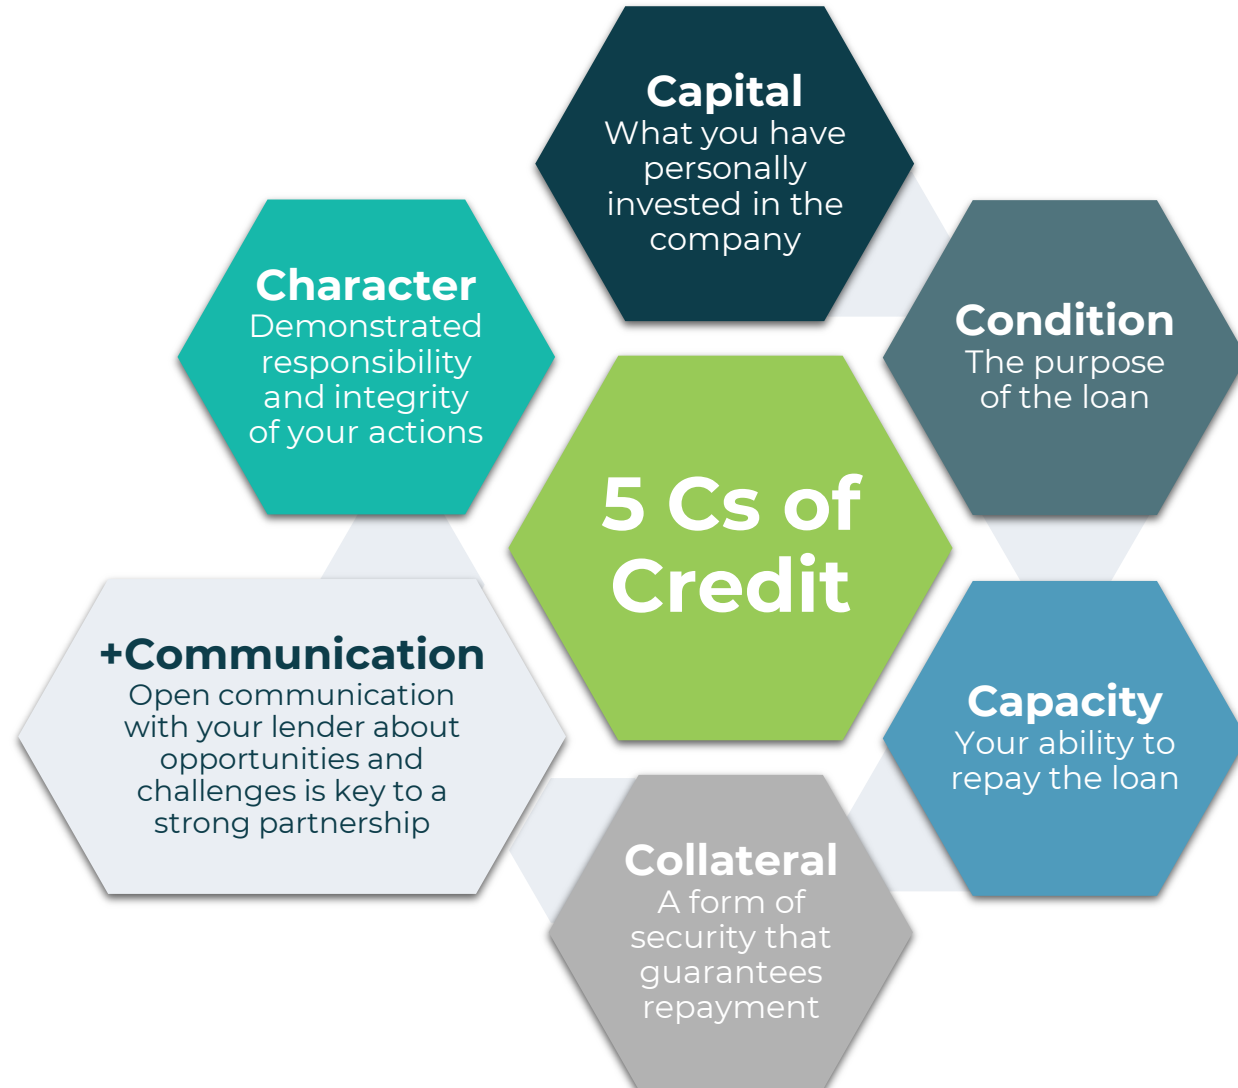 Capital
What you have
personally
invested in the
company
Character
Demonstrated
responsibility
and integrity
of your actions
Condition
The purpose
of the loan
5 Cs of
Credit
+Communication
Open communication
with your lender about
opportunities and
challenges is key to a
strong partnership
Capacity
Your ability to
repay the loan
Collateral
A form of
security that
guarantees
repayment